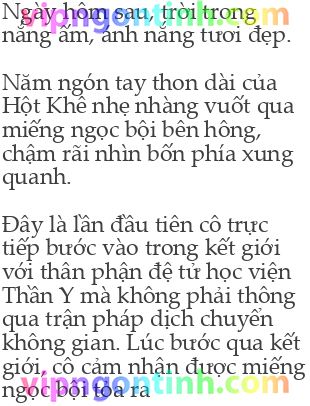 Ngày hôm sau, trời trong
vipngontinh.com
nắng ấm, ánh nắng tươi đẹp.
Năm ngón tay thon dài của
Hột Khê nhẹ nhàng vuốt qua
miếng ngọc bội bên hông,
chậm rãi nhìn bốn phía xung
quanh.
Đây là lần đầu tiên cô trực
tiếp bước vào trong kết giới
với thân phận đệ tử học viện
Thần Y mà không phải thông
qua trận pháp dịch chuyển
không gian. Lúc bước qua kết
giới, cô cảm nhận được miếng
vipngontinh.com
ngọc bội tỏa ra